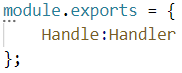 module.exports = {
    Handle:Handler
};